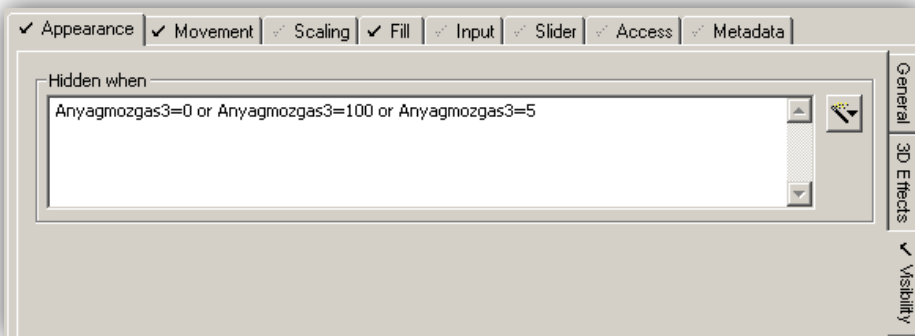 Appearance Movement Scaling Fill Input Slider Access Metadata
Hidden when
Anyagmozgas3=0 or Anyagmozgas3=100 or Anyagmozgas3=5
General
3D Effects
Visibility